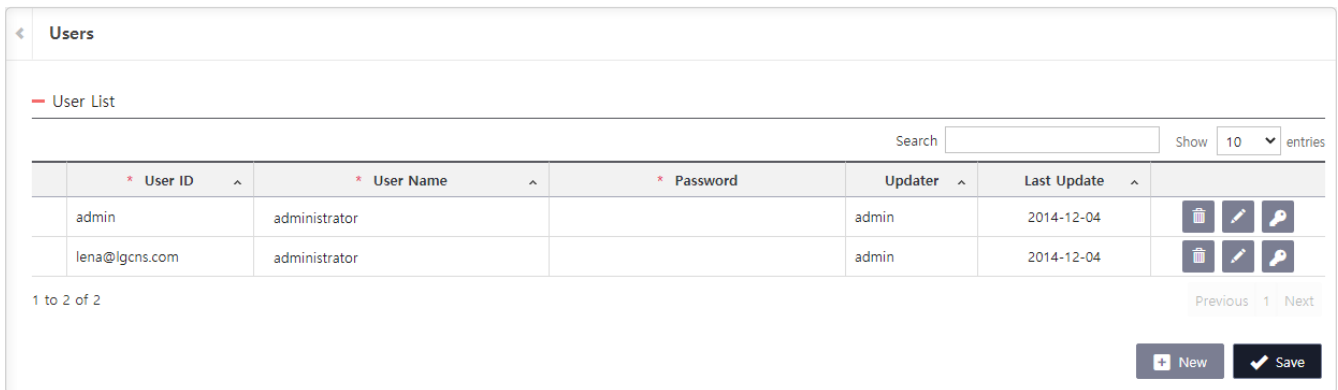 Users
User List
Search Show 10 entries
* User ID * User Name * Password Updater Last Update
admin administrator admin 2014-12-04
lena@lgcns.com administrator admin 2014-12-04
1 to 2 of 2 Previous 1 Next
New Save